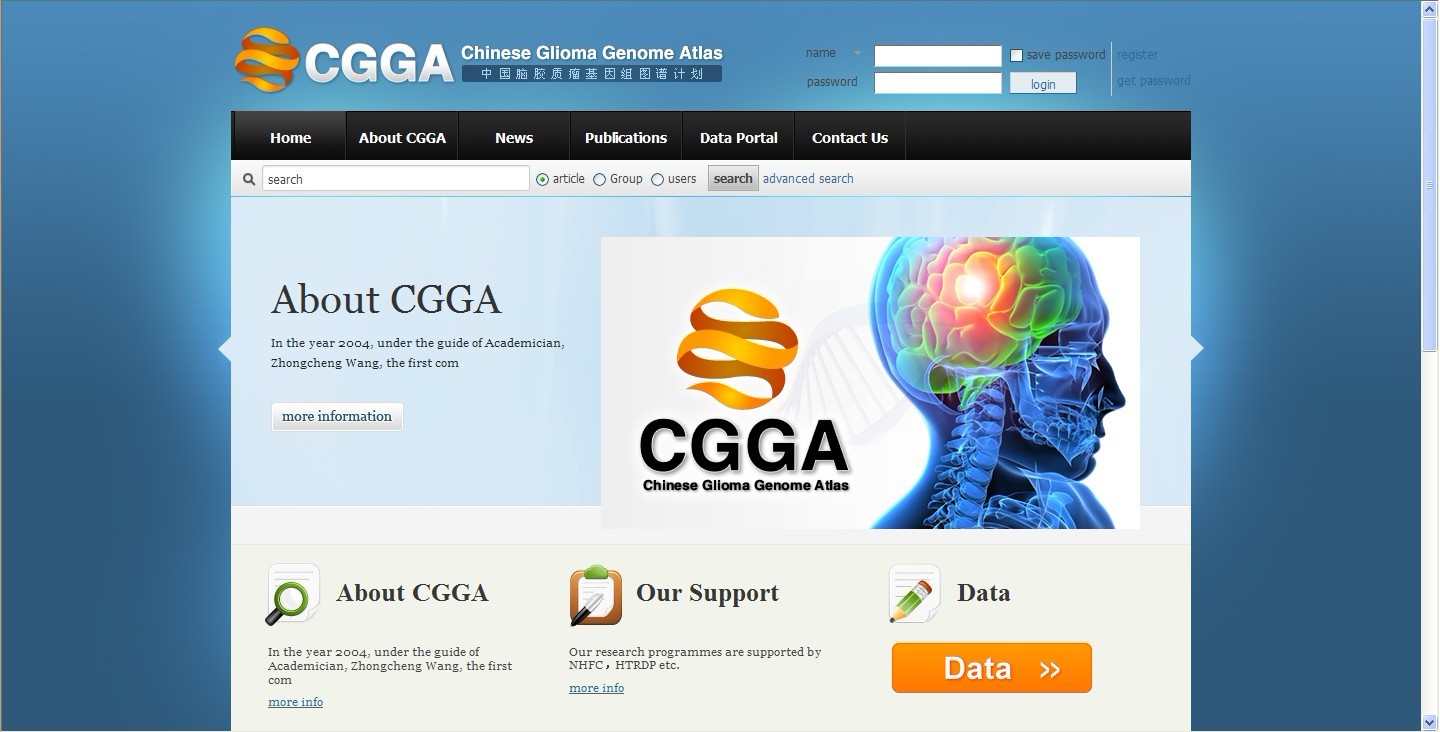 CGGA
Chinese Glioma Genome Atlas
中国脑胶质瘤基因组图谱计划
name
save password
register
password
login
get password
Home
About CGGA
News
Publications
Data Portal
Contact Us
search
article
Group
users
search
advanced search
About CGGA
In the year 2004, under the guide of Academician,
Zhongcheng Wang, the first com
more information
CGGA
Chinese Glioma Genome Atlas
About CGGA
In the year 2004, under the guide of
Academician, Zhongcheng Wang, the first
com
more info
Our Support
Our research programmes are supported by
NHFC，HTRDP etc.
more info
Data
Data »